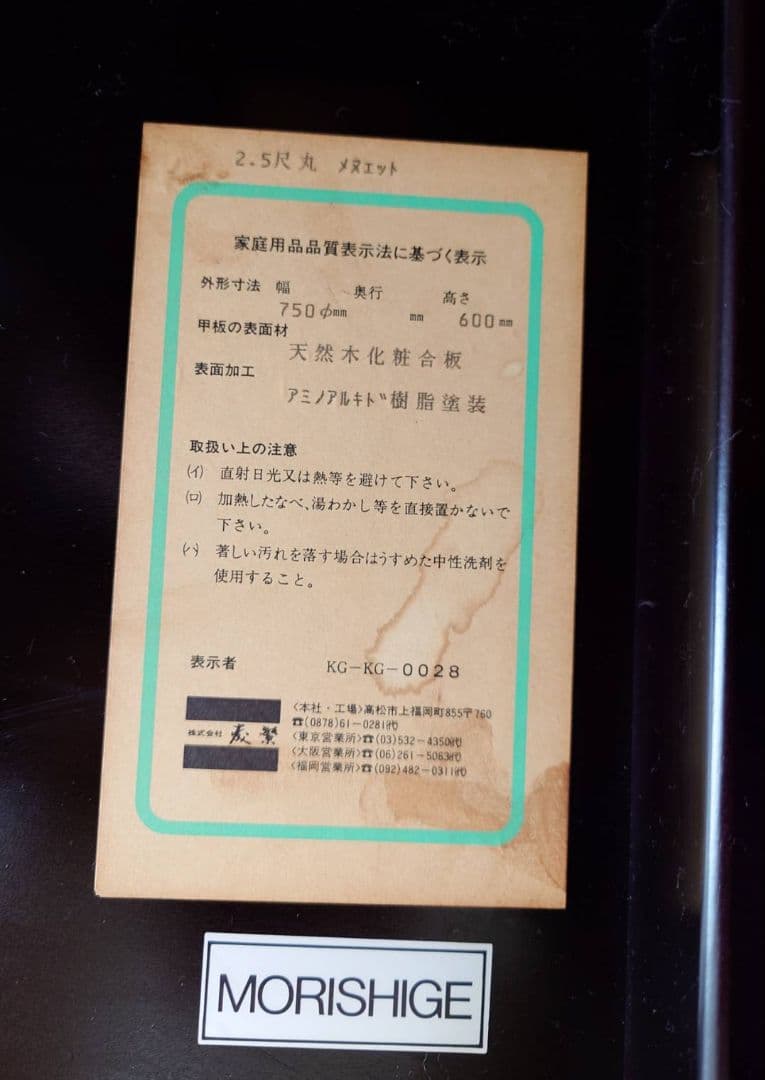 2.5尺丸 メヌエット
家庭用品品質表示法に基づく表示
外形寸法 幅 奥行 高さ
750φmm mm 600mm
甲板の表面材
天然木化粧合板
表面加工
アミノアルキド樹脂塗装
取扱い上の注意
(イ) 直射日光又は熱等を避けて下さい。
(ロ) 加熱したなべ、湯わかし等を直接置かないで
下さい。
(ハ) 著しい汚れを落す場合はうすめた中性洗剤を
使用すること。
表示者 KG-KG-0028
〈本社・工場〉高松市上福岡町855〒760
☎(0878)61-0281代
株式会社 森繁 〈東京営業所〉☎(03)532-4350代
〈大阪営業所〉☎(06)261-5063代
〈福岡営業所〉☎(092)482-0311代
MORISHIGE